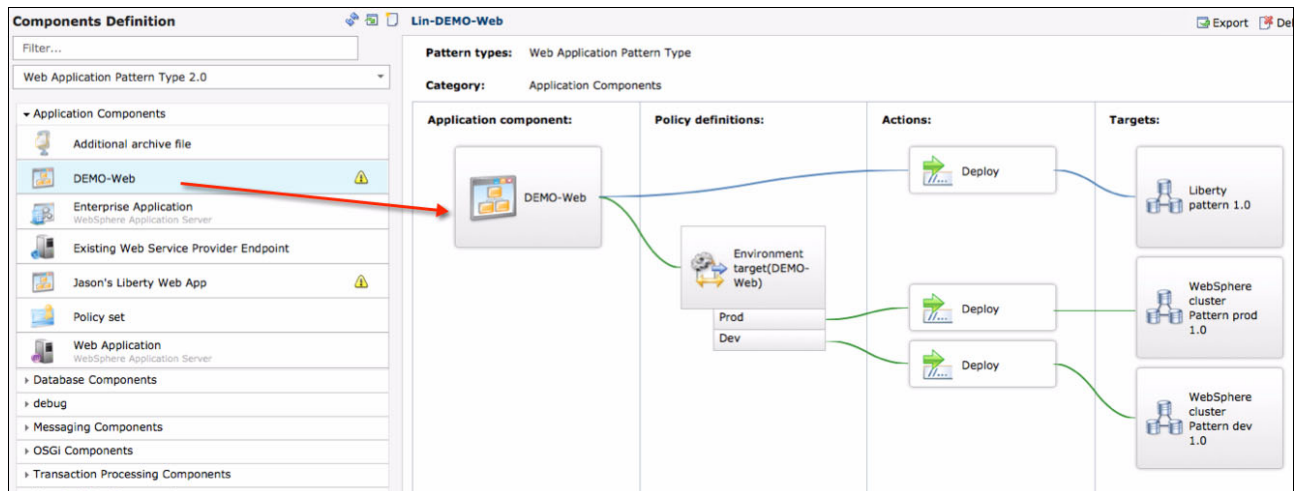 Components Definition
Filter...
Web Application Pattern Type 2.0
Application Components
Additional archive file
DEMO-Web
Enterprise Application
WebSphere Application Server
Existing Web Service Provider Endpoint
Jason's Liberty Web App
Policy set
Web Application
WebSphere Application Server
Database Components
debug
Messaging Components
OSGi Components
Transaction Processing Components
Lin-DEMO-Web
Export
Del
Pattern types: Web Application Pattern Type
Category: Application Components
Application component:
Policy definitions:
Actions:
Targets:
DEMO-Web
Environment
target(DEMO-
Web)
Prod
Dev
Deploy
Deploy
Deploy
Liberty
pattern 1.0
WebSphere
cluster
Pattern prod
1.0
WebSphere
cluster
Pattern dev
1.0